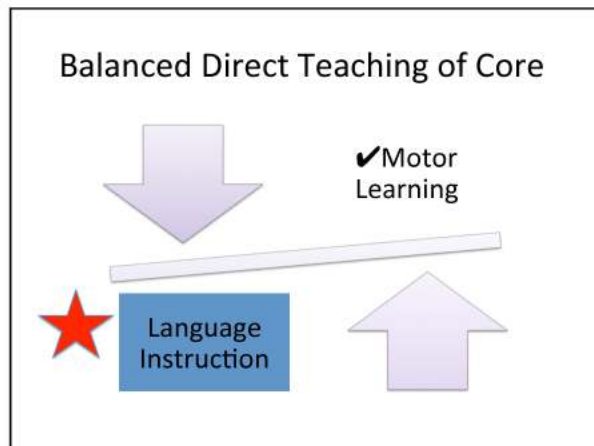 Balanced Direct Teaching of Core
✔Motor
Learning
Language
Instruction